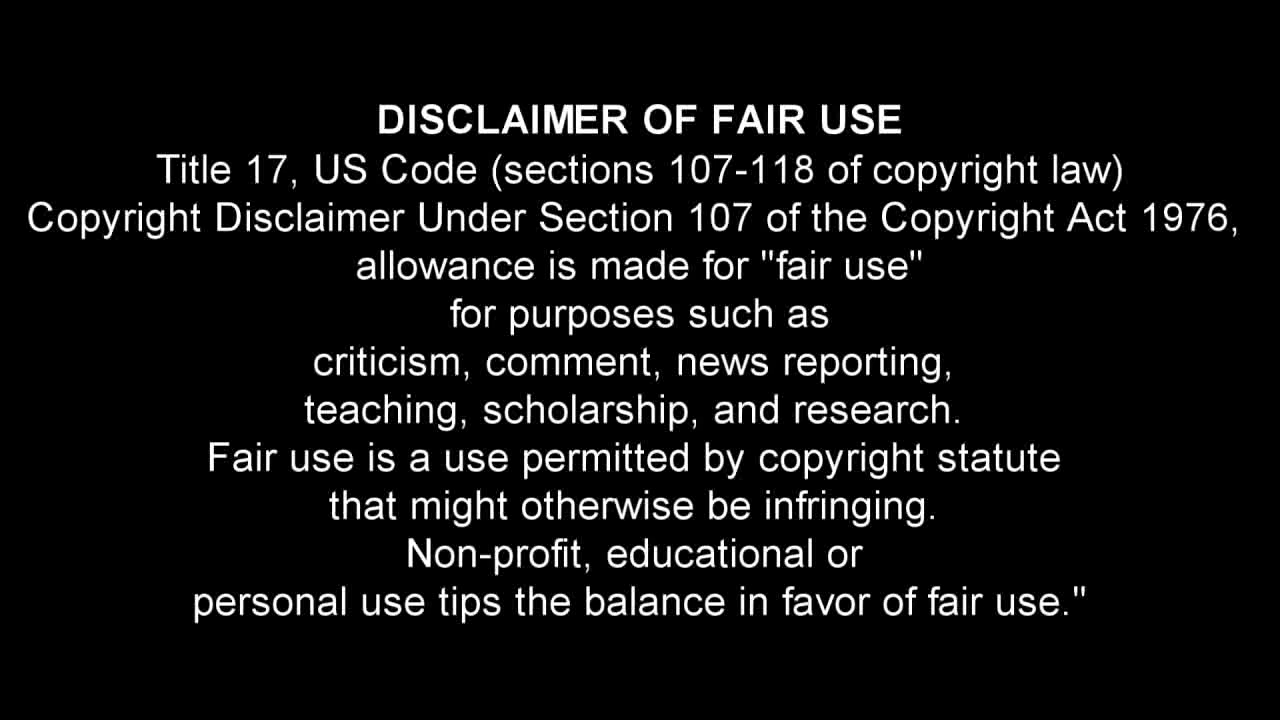 DISCLAIMER OF FAIR USE
Title 17, US Code (sections 107-118 of copyright law)
Copyright Disclaimer Under Section 107 of the Copyright Act 1976,
allowance is made for "fair use"
for purposes such as
criticism, comment, news reporting,
teaching, scholarship, and research.
Fair use is a use permitted by copyright statute
that might otherwise be infringing.
Non-profit, educational or
personal use tips the balance in favor of fair use."